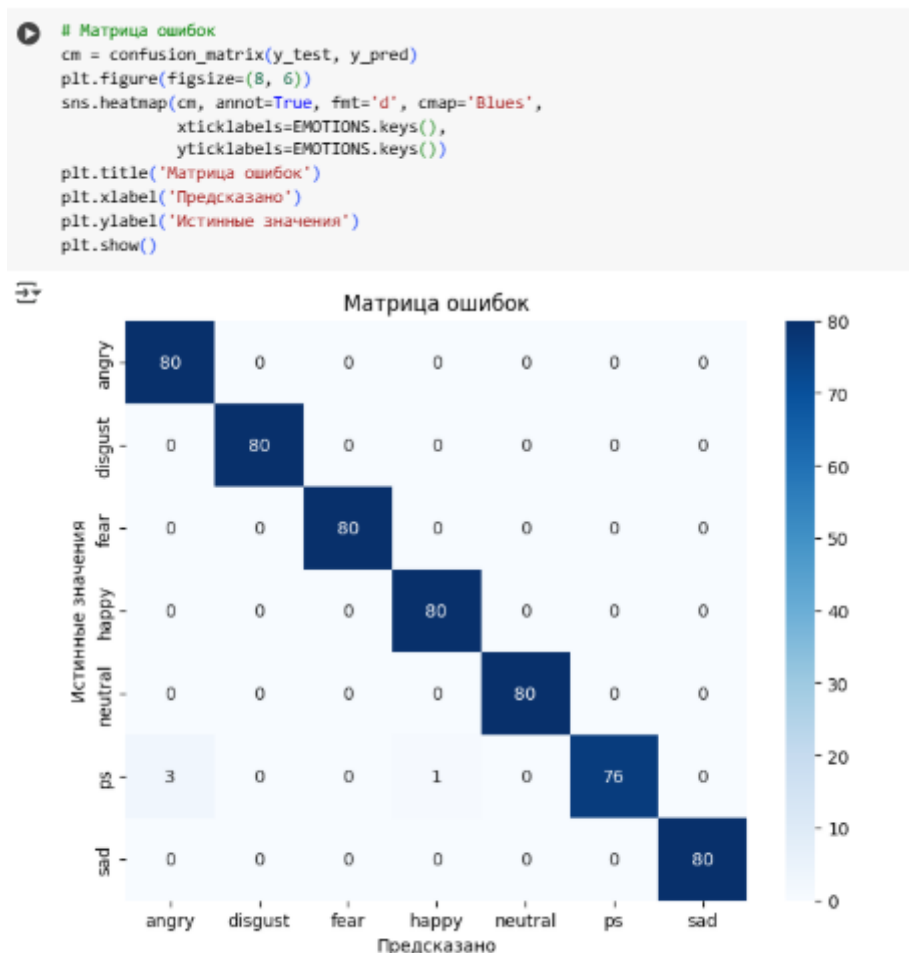 # Матрица ошибок
cm = confusion_matrix(y_test, y_pred)
plt.figure(figsize=(8, 6))
sns.heatmap(cm, annot=True, fmt='d', cmap='Blues',
            xticklabels=EMOTIONS.keys(),
            yticklabels=EMOTIONS.keys())
plt.title('Матрица ошибок')
plt.xlabel('Предсказано')
plt.ylabel('Истинные значения')
plt.show()
Матрица ошибок
Истинные значения
angry 80 0 0 0 0 0 0
disgust 0 80 0 0 0 0 0
fear 0 0 80 0 0 0 0
happy 0 0 0 80 0 0 0
neutral 0 0 0 0 80 0 0
ps 3 0 0 1 0 76 0
sad 0 0 0 0 0 0 80
angry disgust fear happy neutral ps sad
Предсказано
80
70
60
50
40
30
20
10
0